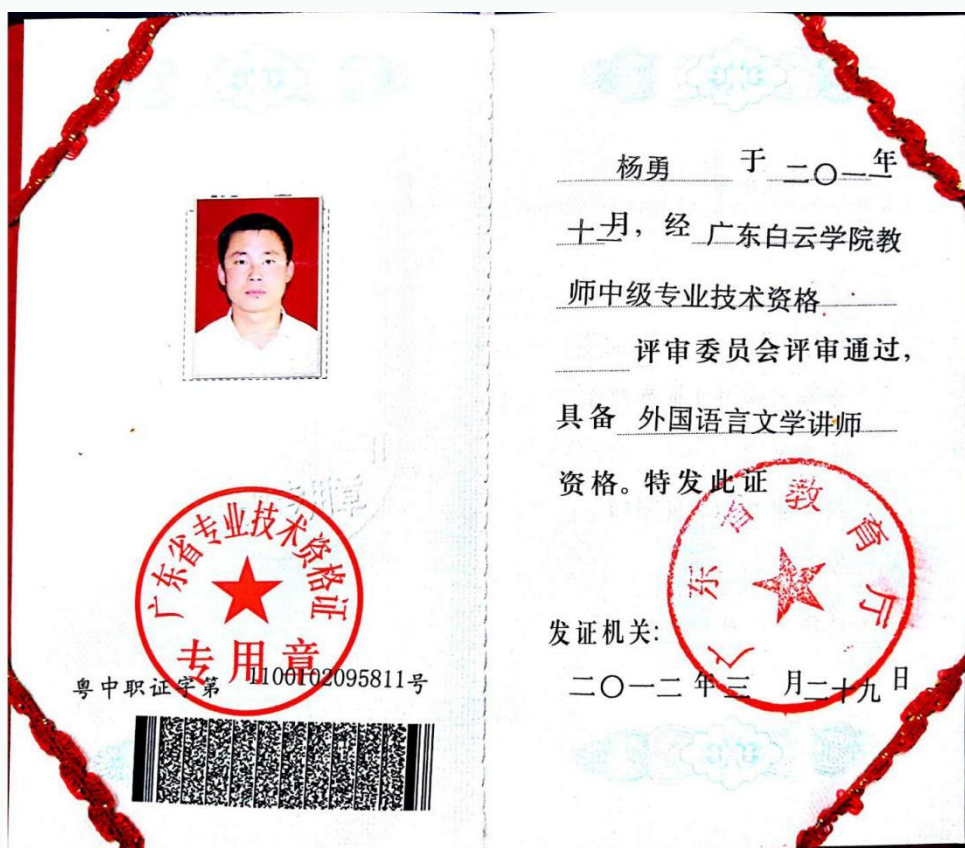 广东省专业技术资格证
专用章
粤中职证字第 1100102095811号
杨勇 于 二〇一一年
十二月，经 广东白云学院教
师中级专业技术资格
评审委员会评审通过，
具备 外国语言文学讲师
资格。特发此证
广东省教育厅
发证机关：
二〇一二 年 三 月 二十九 日